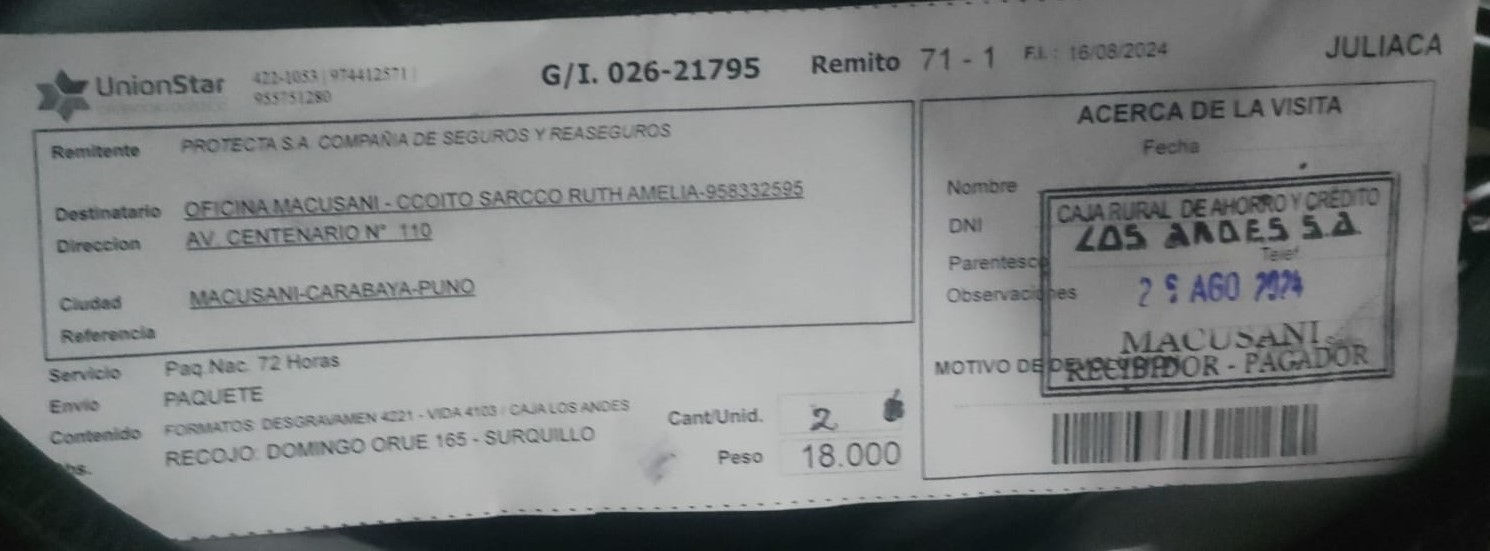 UnionStar
422-1053 | 974412571 |
955751280
G/I. 026-21795
Remito 71 - 1 F.I.: 16/08/2024
JULIACA
Remitente PROTECTA S.A. COMPAÑIA DE SEGUROS Y REASEGUROS
Destinatario OFICINA MACUSANI - CCOITO SARCCO RUTH AMELIA-958332595
Direccion AV. CENTENARIO N° 110
Ciudad MACUSANI-CARABAYA-PUNO
Referencia
Servicio Paq.Nac. 72 Horas
Envio PAQUETE
Contenido FORMATOS: DESGRAVAMEN 4221 - VIDA 4103 / CAJA LOS ANDES
Obs. RECOJO: DOMINGO ORUE 165 - SURQUILLO
Cant/Unid. 2
Peso 18.000
ACERCA DE LA VISITA
Fecha
Nombre
DNI
Telef
Parentesco
Observaciones
MOTIVO DE
CAJA RURAL DE AHORRO Y CRÉDITO
LOS ANDES S.A.
AGO 2024
MACUSANI
RECIBIDOR - PAGADOR